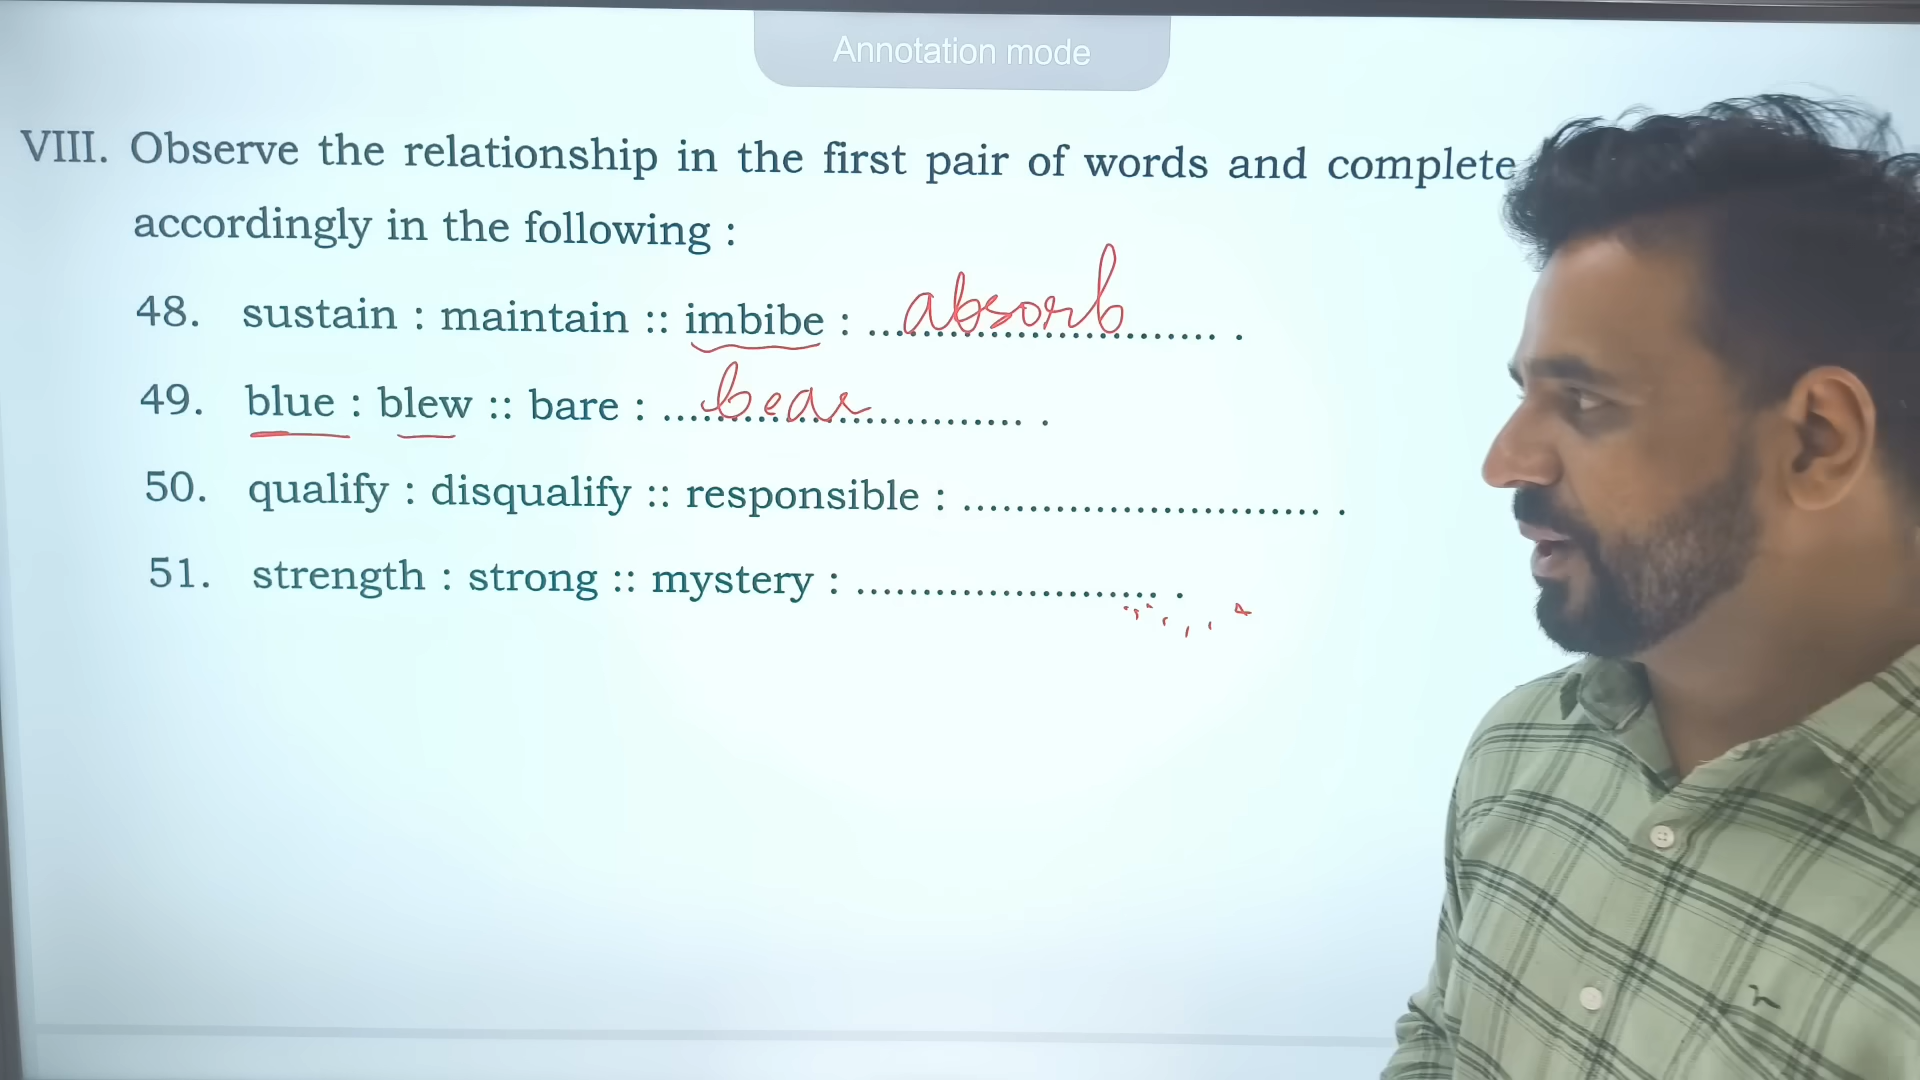 Annotation mode
VIII. Observe the relationship in the first pair of words and complete
accordingly in the following :
48. sustain : maintain :: imbibe : ...absorb........................ .
49. blue : blew :: bare : ...bear........................ .
50. qualify : disqualify :: responsible : ........................... .
51. strength : strong :: mystery : ....................... .